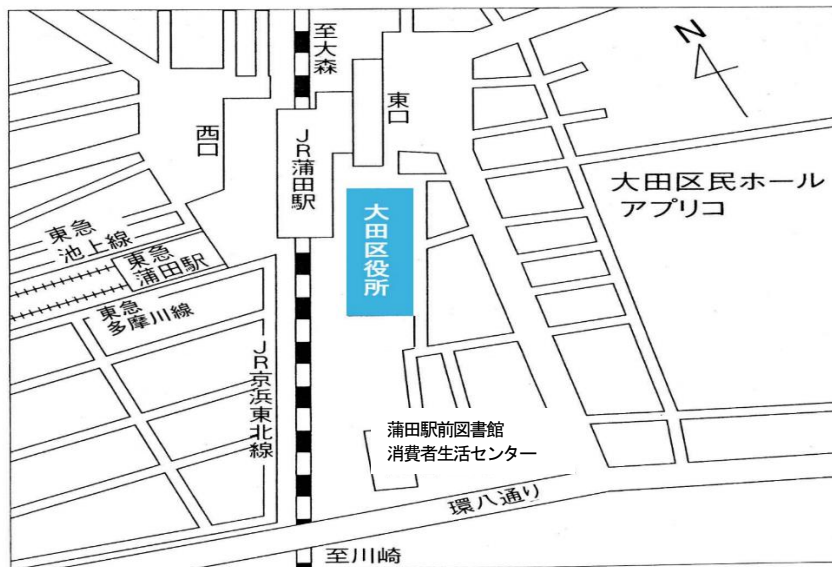 至大森
N
東口
西口
JR蒲田駅
大田区民ホール
アプリコ
大田区役所
東急
池上線
東急
蒲田駅
東急
多摩川線
JR京浜東北線
蒲田駅前図書館
消費者生活センター
環八通り
至川崎